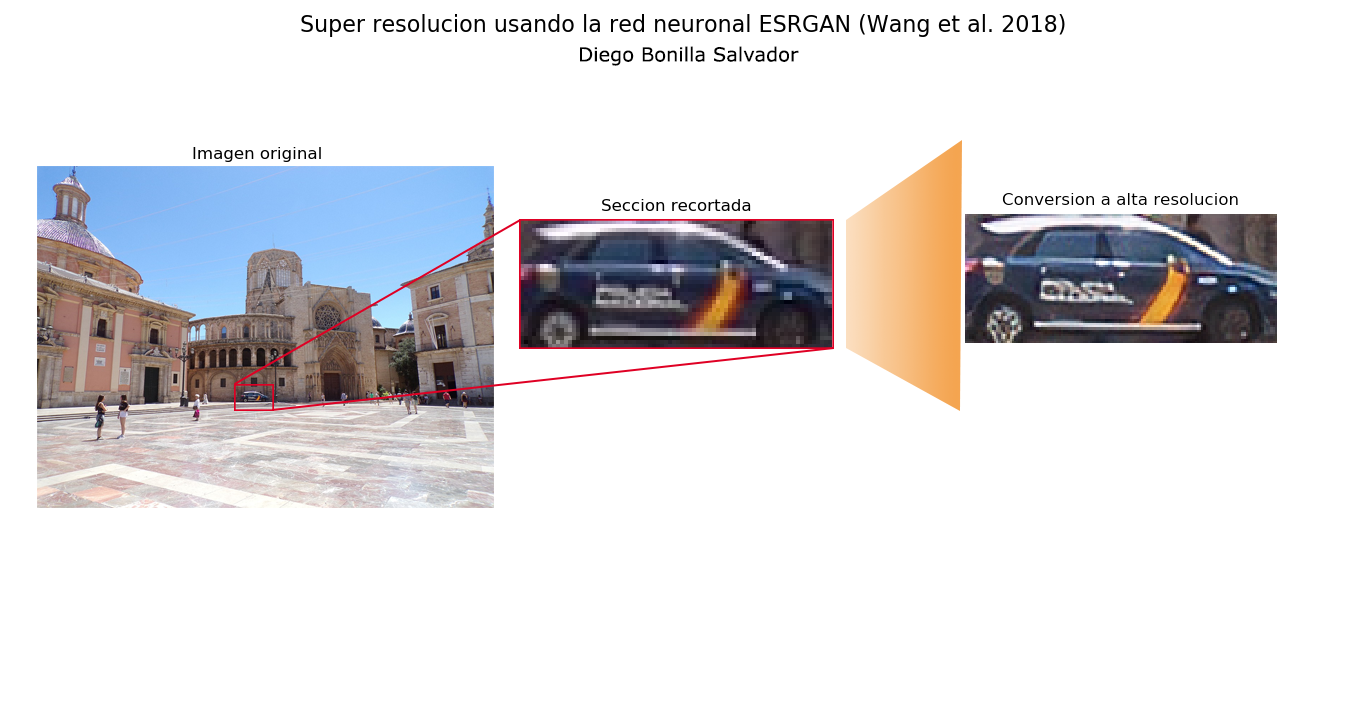 Super resolucion usando la red neuronal ESRGAN (Wang et al. 2018)
Diego Bonilla Salvador
Imagen original
Seccion recortada
Conversion a alta resolucion